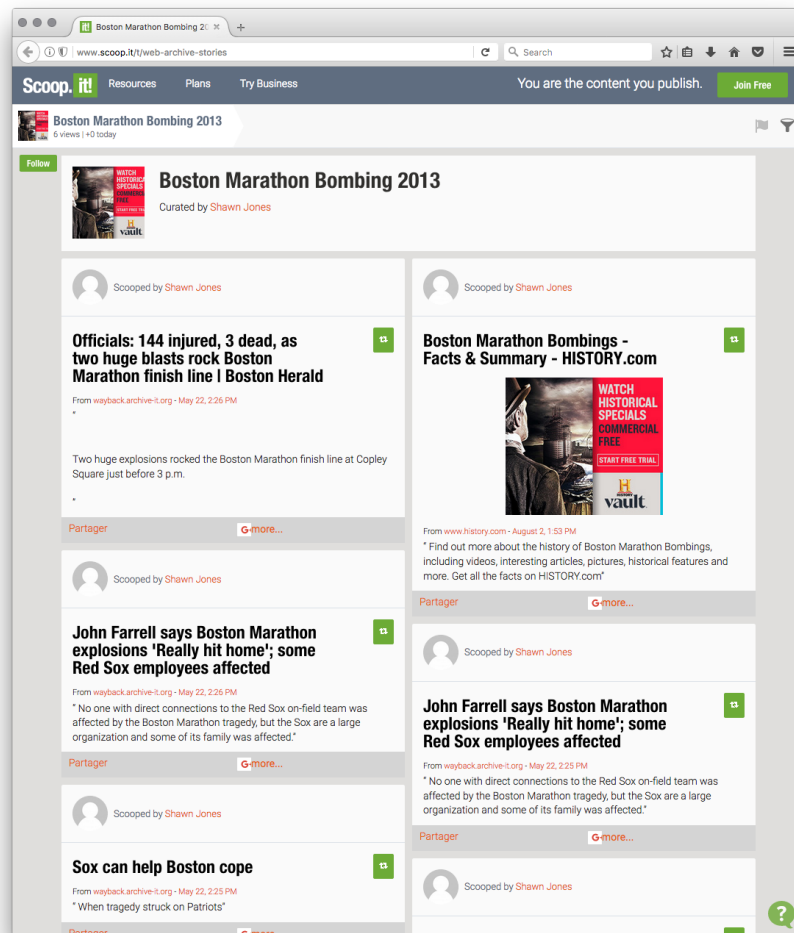 Boston Marathon Bombing 20
www.scoop.it/t/web-archive-stories
Search
Scoop.it!
Resources
Plans
Try Business
You are the content you publish.
Join Free
Boston Marathon Bombing 2013
6 views | +0 today
Follow
WATCH
HISTORICAL
SPECIALS
COMMERCIAL
FREE
START FREE TRIAL
H
vault
Boston Marathon Bombing 2013
Curated by Shawn Jones
Scooped by Shawn Jones
Officials: 144 injured, 3 dead, as
two huge blasts rock Boston
Marathon finish line | Boston Herald
From wayback.archive-it.org - May 22, 2:26 PM
"
Two huge explosions rocked the Boston Marathon finish line at Copley
Square just before 3 p.m.
"
Partager
G+ more...
Scooped by Shawn Jones
John Farrell says Boston Marathon
explosions 'Really hit home'; some
Red Sox employees affected
From wayback.archive-it.org - May 22, 2:26 PM
" No one with direct connections to the Red Sox on-field team was
affected by the Boston Marathon tragedy, but the Sox are a large
organization and some of its family was affected."
Partager
G+ more...
Scooped by Shawn Jones
Sox can help Boston cope
From wayback.archive-it.org - May 22, 2:25 PM
" When tragedy struck on Patriots"
Partager
G+ more...
Scooped by Shawn Jones
Boston Marathon Bombings -
Facts & Summary - HISTORY.com
WATCH
HISTORICAL
SPECIALS
COMMERCIAL
FREE
START FREE TRIAL
H
HISTORY
vault
From www.history.com - August 2, 1:53 PM
" Find out more about the history of Boston Marathon Bombings,
including videos, interesting articles, pictures, historical features and
more. Get all the facts on HISTORY.com"
Partager
G+ more...
Scooped by Shawn Jones
John Farrell says Boston Marathon
explosions 'Really hit home'; some
Red Sox employees affected
From wayback.archive-it.org - May 22, 2:25 PM
" No one with direct connections to the Red Sox on-field team was
affected by the Boston Marathon tragedy, but the Sox are a large
organization and some of its family was affected."
Partager
G+ more...
Scooped by Shawn Jones
?